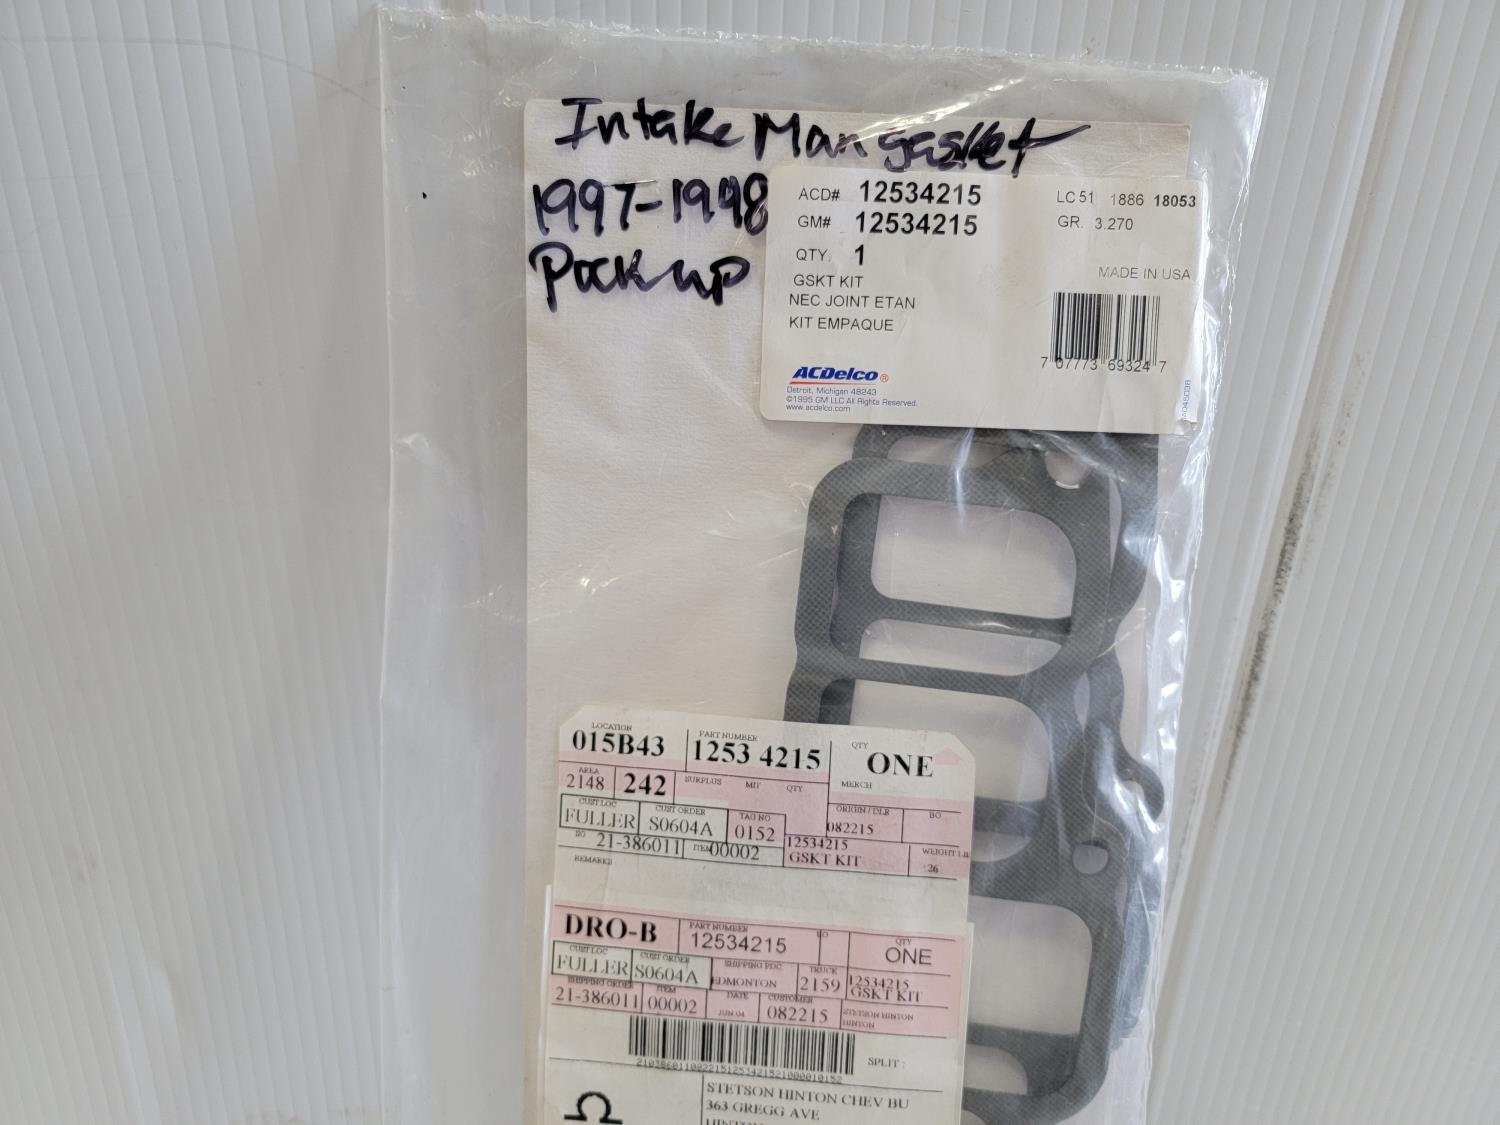 Intake Man gasket
1997-1998
Pockup
ACD# 12534215
GM# 12534215
QTY. 1
GSKT KIT
NEC JOINT ETAN
KIT EMPAQUE
LC 51 1886 18053
GR. 3.270
MADE IN USA
7 07773 69324 7
ACDelco®
Detroit, Michigan 48243
©1995 GM LLC All Rights Reserved.
www.acdelco.com
LOCATION PART NUMBER QTY
015B43 1253 4215 ONE
AREA SURPLUS MIT QTY MERCH
2148 242
CUST LOC CUST ORDER TAG NO ORIGIN / DLR BO
FULLER S0604A 0152 082215
SO 21-386011 ITEM 00002 12534215 WEIGHT LB
GSKT KIT 26
REMARKS
DRO-B PART NUMBER BO QTY
12534215 ONE
CUST LOC CUST ORDER SHIPPING PDC TRUCK 12534215
FULLER S0604A EDMONTON 2159 GSKT KIT
SHIPPING ORDER ITEM DATE CUSTOMER STETSON HINTON
21-386011 00002 JUN 04 082215 HINTON
SPLIT :
STETSON HINTON CHEV BU
363 GREGG AVE